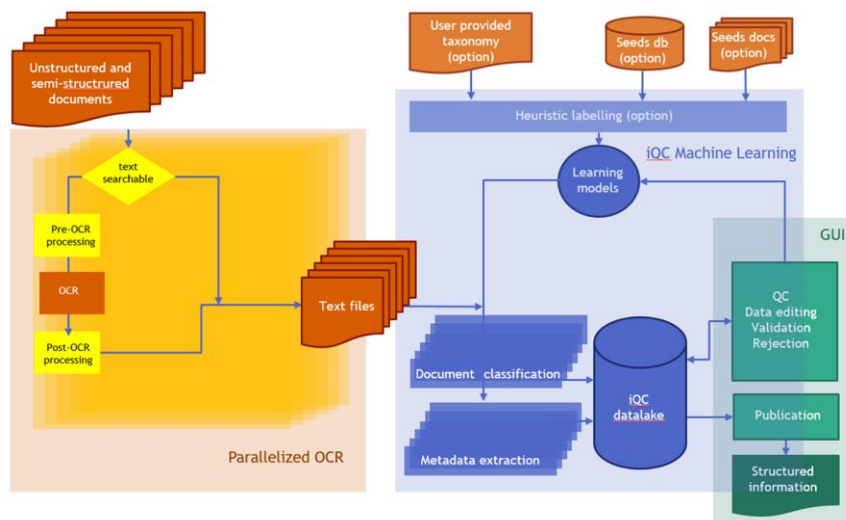 Unstructured and
semi-structrured
documents
User provided
taxonomy
(option)
Seeds db
(option)
Seeds docs
(option)
Heuristic labelling (option)
iQC Machine Learning
text
searchable
Learning
models
Pre-OCR
processing
GUI
OCR
Text files
QC
Data editing
Validation
Rejection
Post-OCR
processing
Document classification
iQC
datalake
Publication
Parallelized OCR
Metadata extraction
Structured
information